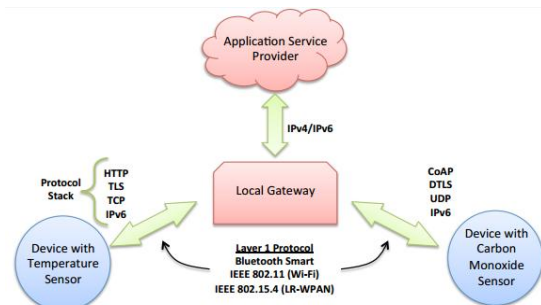 Application Service
Provider
IPv4/IPv6
Protocol
Stack
HTTP
TLS
TCP
IPv6
Local Gateway
CoAP
DTLS
UDP
IPv6
Device with
Temperature
Sensor
Layer 1 Protocol
Bluetooth Smart
IEEE 802.11 (Wi-Fi)
IEEE 802.15.4 (LR-WPAN)
Device with
Carbon
Monoxide
Sensor